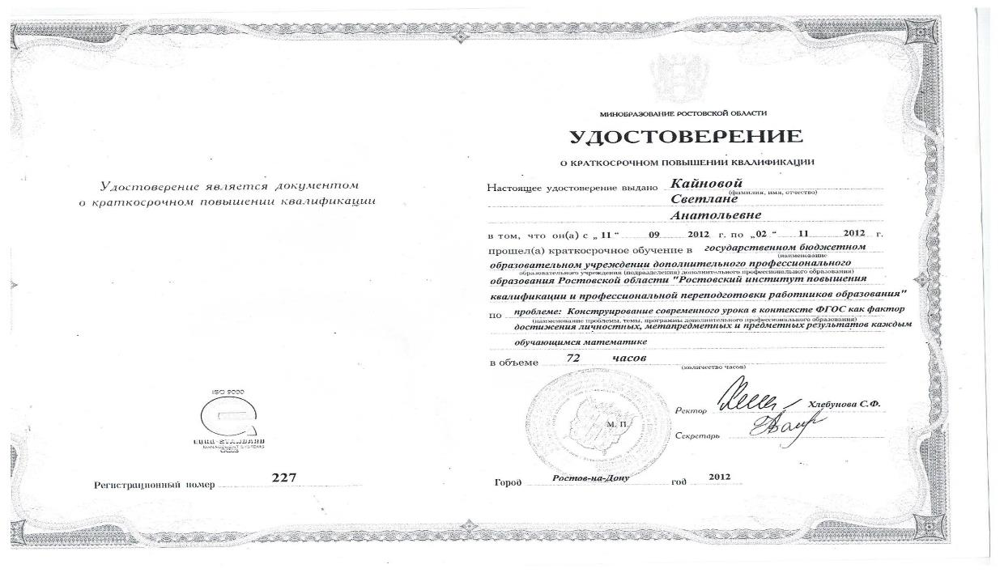 Удостоверение является документом
о краткосрочном повышении квалификации
ISO 9000
EURO-STANDARD
MANAGEMENT SYSTEMS
Регистрационный номер 227
МИНОБРАЗОВАНИЕ РОСТОВСКОЙ ОБЛАСТИ
УДОСТОВЕРЕНИЕ
О КРАТКОСРОЧНОМ ПОВЫШЕНИИ КВАЛИФИКАЦИИ
Настоящее удостоверение выдано Кайновой
(фамилия, имя, отчество)
Светлане
Анатольевне
в том, что он(а) с „ 11 “ 09 2012 г. по „02 “ 11 2012 г.
прошел(а) краткосрочное обучение в государственном бюджетном
(наименование
образовательном учреждении дополнительного профессионального
образовательного учреждения (подразделения) дополнительного профессионального образования)
образования Ростовской области "Ростовский институт повышения
квалификации и профессиональной переподготовки работников образования"
по проблеме: Конструирование современного урока в контексте ФГОС как фактор
(наименование проблемы, темы, программы дополнительного профессионального образования)
достижения личностных, метапредметных и предметных результатов каждым
обучающимся математике
в объеме 72 часов
(количество часов)
М. П.
Ректор Хлебунова С.Ф.
Секретарь
Город Ростов-на-Дону год 2012